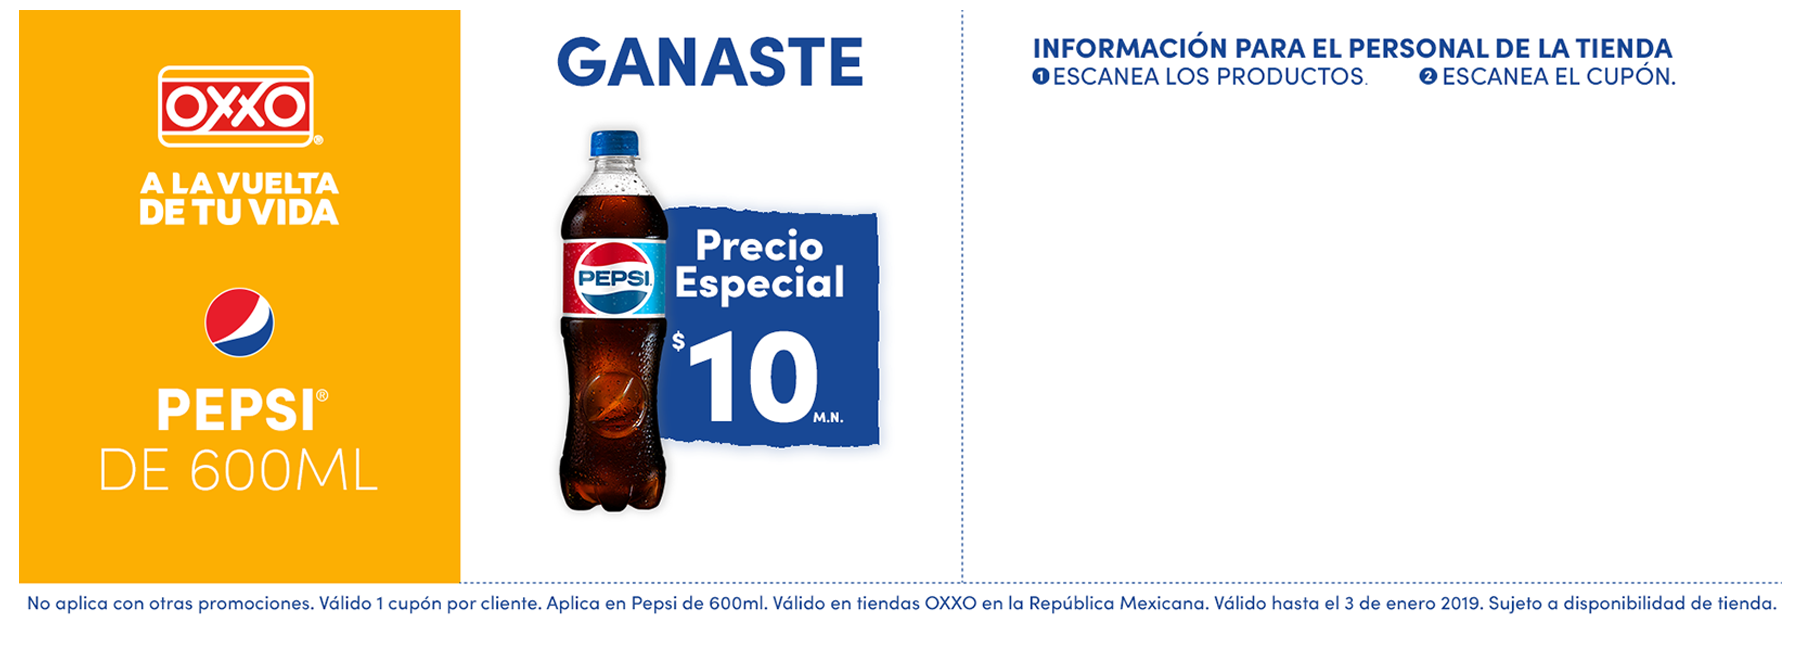 OXXO®
A LA VUELTA
DE TU VIDA
PEPSI®
DE 600ML
GANASTE
PEPSI
Precio
Especial
$10 M.N.
INFORMACIÓN PARA EL PERSONAL DE LA TIENDA
1 ESCANEA LOS PRODUCTOS. 2 ESCANEA EL CUPÓN.
No aplica con otras promociones. Válido 1 cupón por cliente. Aplica en Pepsi de 600ml. Válido en tiendas OXXO en la República Mexicana. Válido hasta el 3 de enero 2019. Sujeto a disponibilidad de tienda.